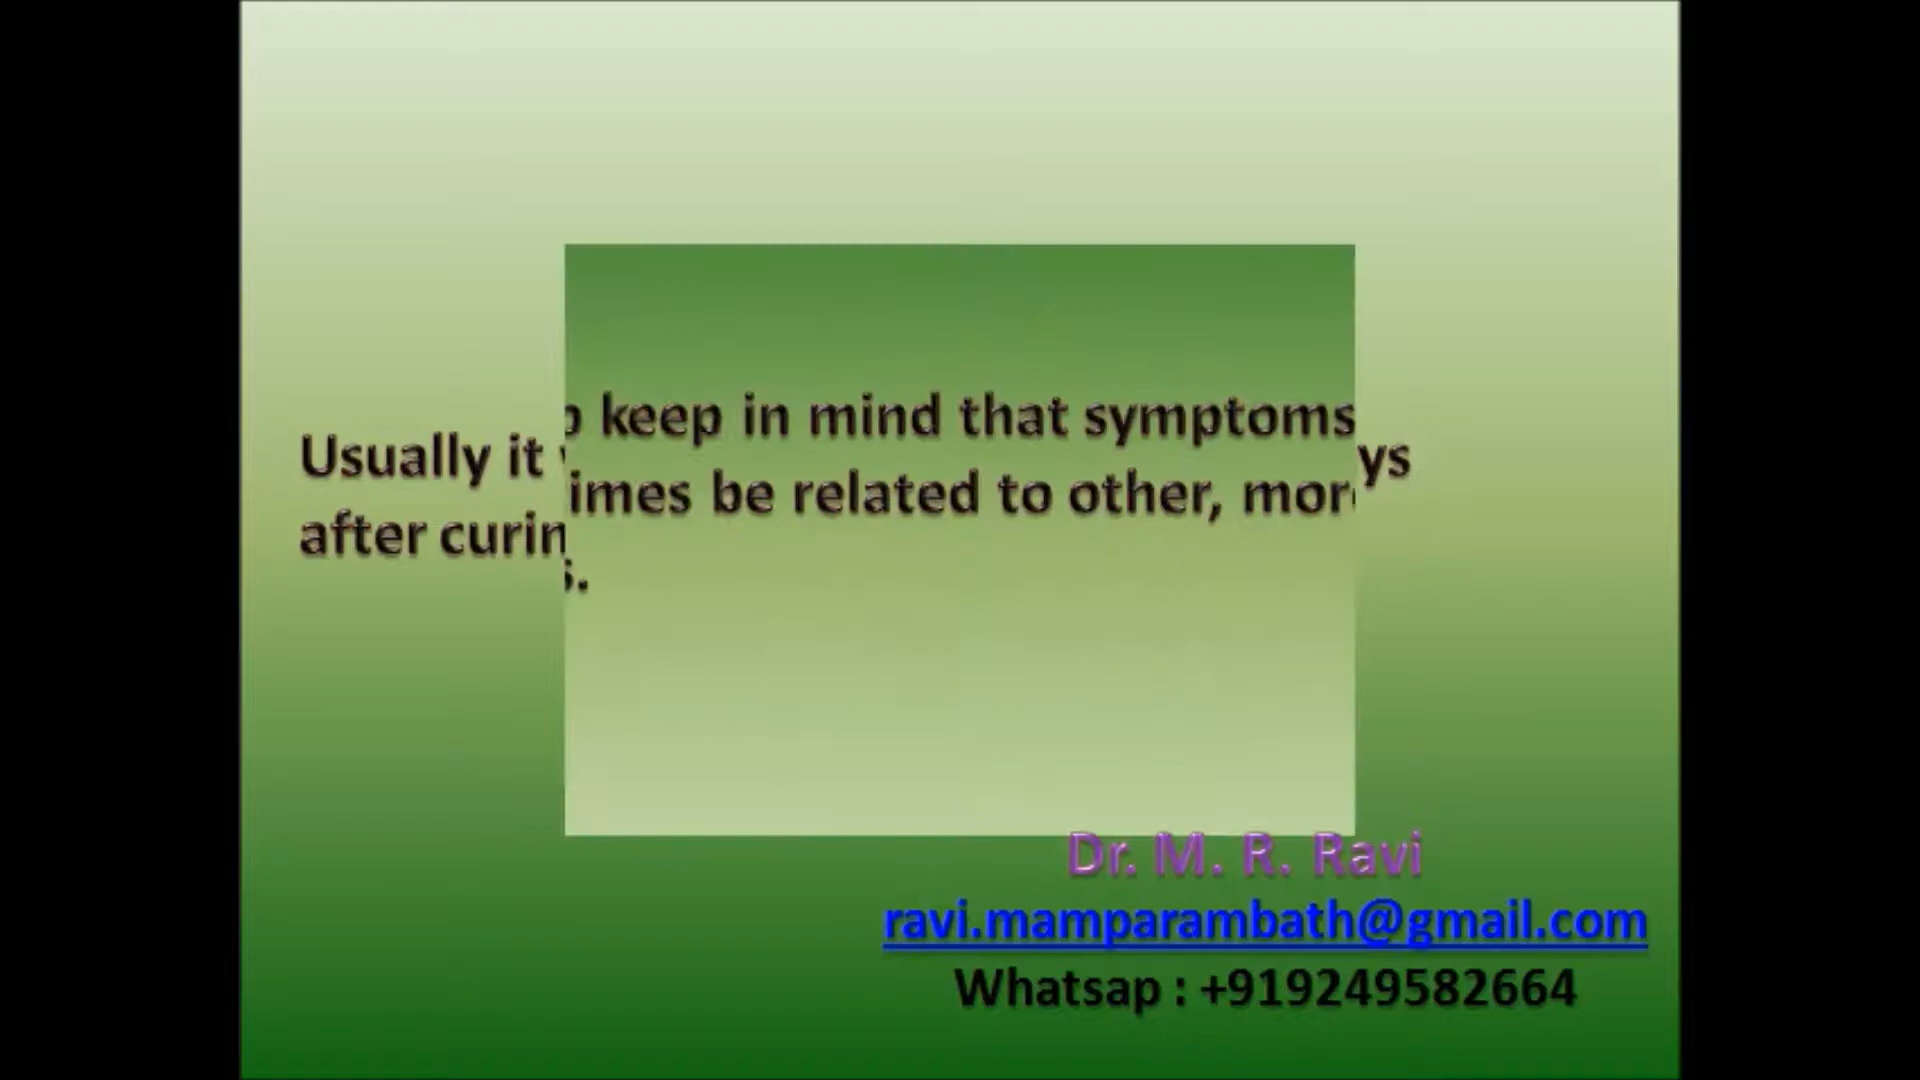 keep in mind that symptoms
Usually it
ys
imes be related to other, mor
after curin
s.
Dr. M. R. Ravi
ravi.mamparambath@gmail.com
Whatsap : +919249582664